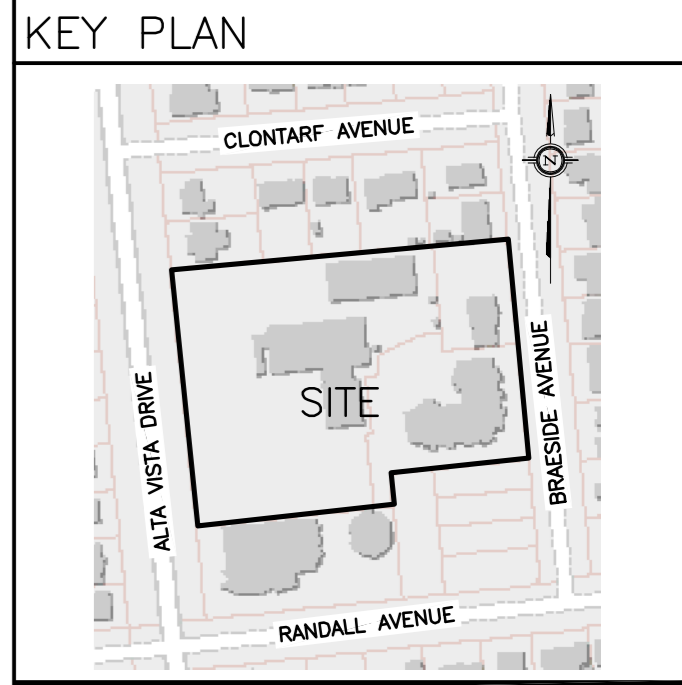 KEY PLAN
CLONTARF AVENUE
N
ALTA VISTA DRIVE
SITE
BRAESIDE AVENUE
RANDALL AVENUE